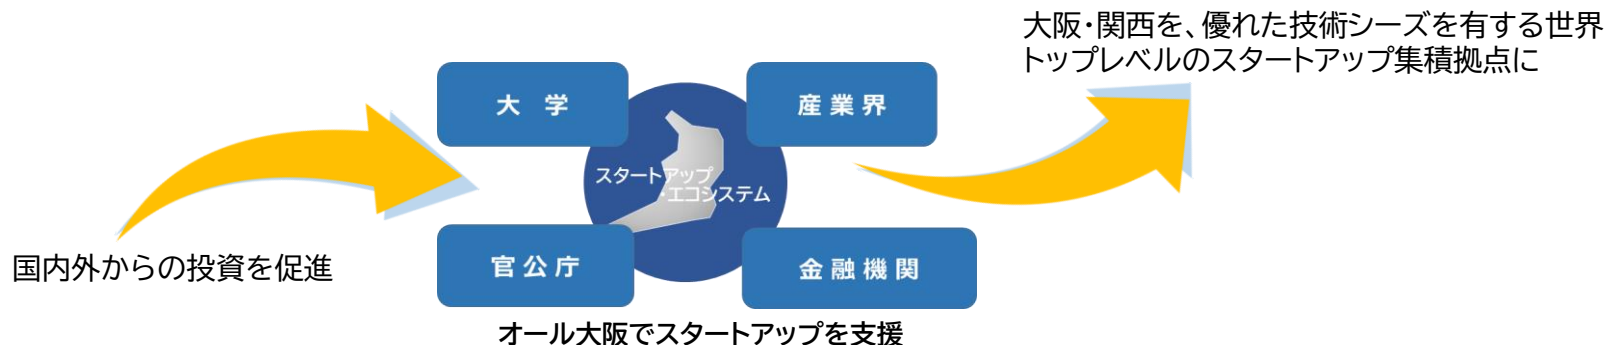 大阪・関西を、優れた技術シーズを有する世界
トップレベルのスタートアップ集積拠点に
大 学
産 業 界
スタートアップ
・エコシステム
官 公 庁
金 融 機 関
国内外からの投資を促進
オール大阪でスタートアップを支援